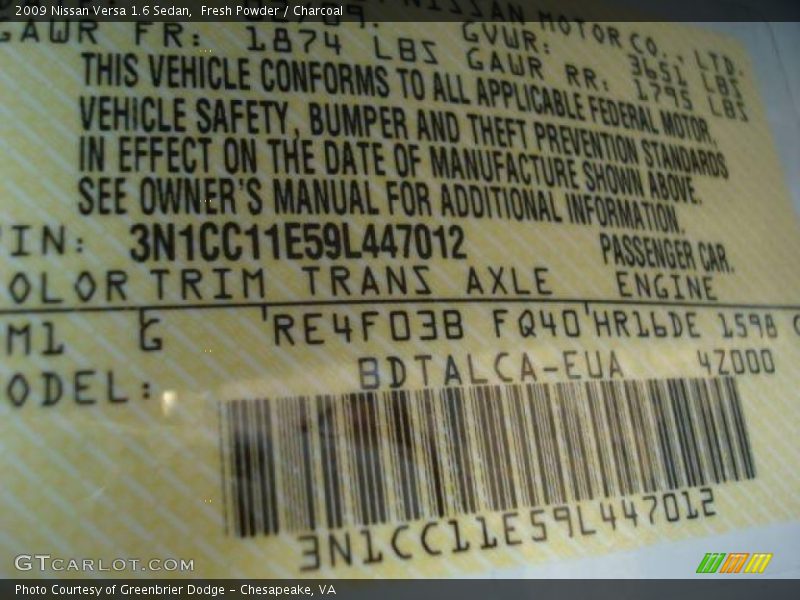 2009 Nissan Versa 1.6 Sedan, Fresh Powder / Charcoal
NISSAN MOTOR CO., LTD.
GAWR FR: 1874 LBS GVWR: 3651 LBS
GAWR RR: 1795 LBS
THIS VEHICLE CONFORMS TO ALL APPLICABLE FEDERAL MOTOR
VEHICLE SAFETY, BUMPER AND THEFT PREVENTION STANDARDS
IN EFFECT ON THE DATE OF MANUFACTURE SHOWN ABOVE.
SEE OWNER'S MANUAL FOR ADDITIONAL INFORMATION.
IN: 3N1CC11E59L447012 PASSENGER CAR.
OLOR TRIM TRANS AXLE ENGINE
M1 G RE4F03B FQ40 HR16DE 1598
ODEL: BDTALCA-EUA 4Z000
3N1CC11E59L447012
GTCARLOT.COM
Photo Courtesy of Greenbrier Dodge - Chesapeake, VA